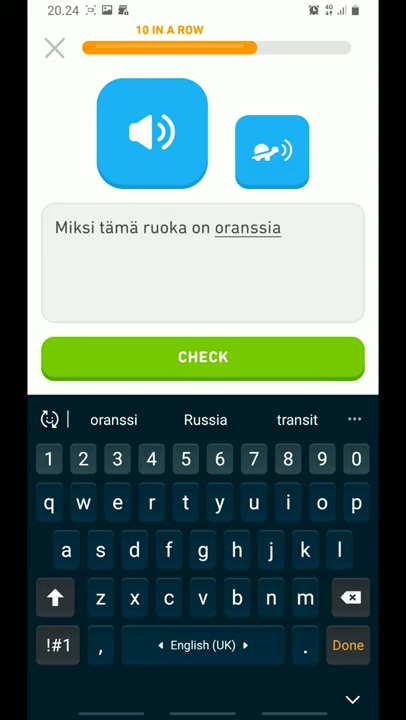 20.24
4G
10 IN A ROW
Miksi tämä ruoka on oranssia
CHECK
oranssi Russia transit
1 2 3 4 5 6 7 8 9 0
q w e r t y u i o p
a s d f g h j k l
z x c v b n m
!#1 , English (UK) . Done